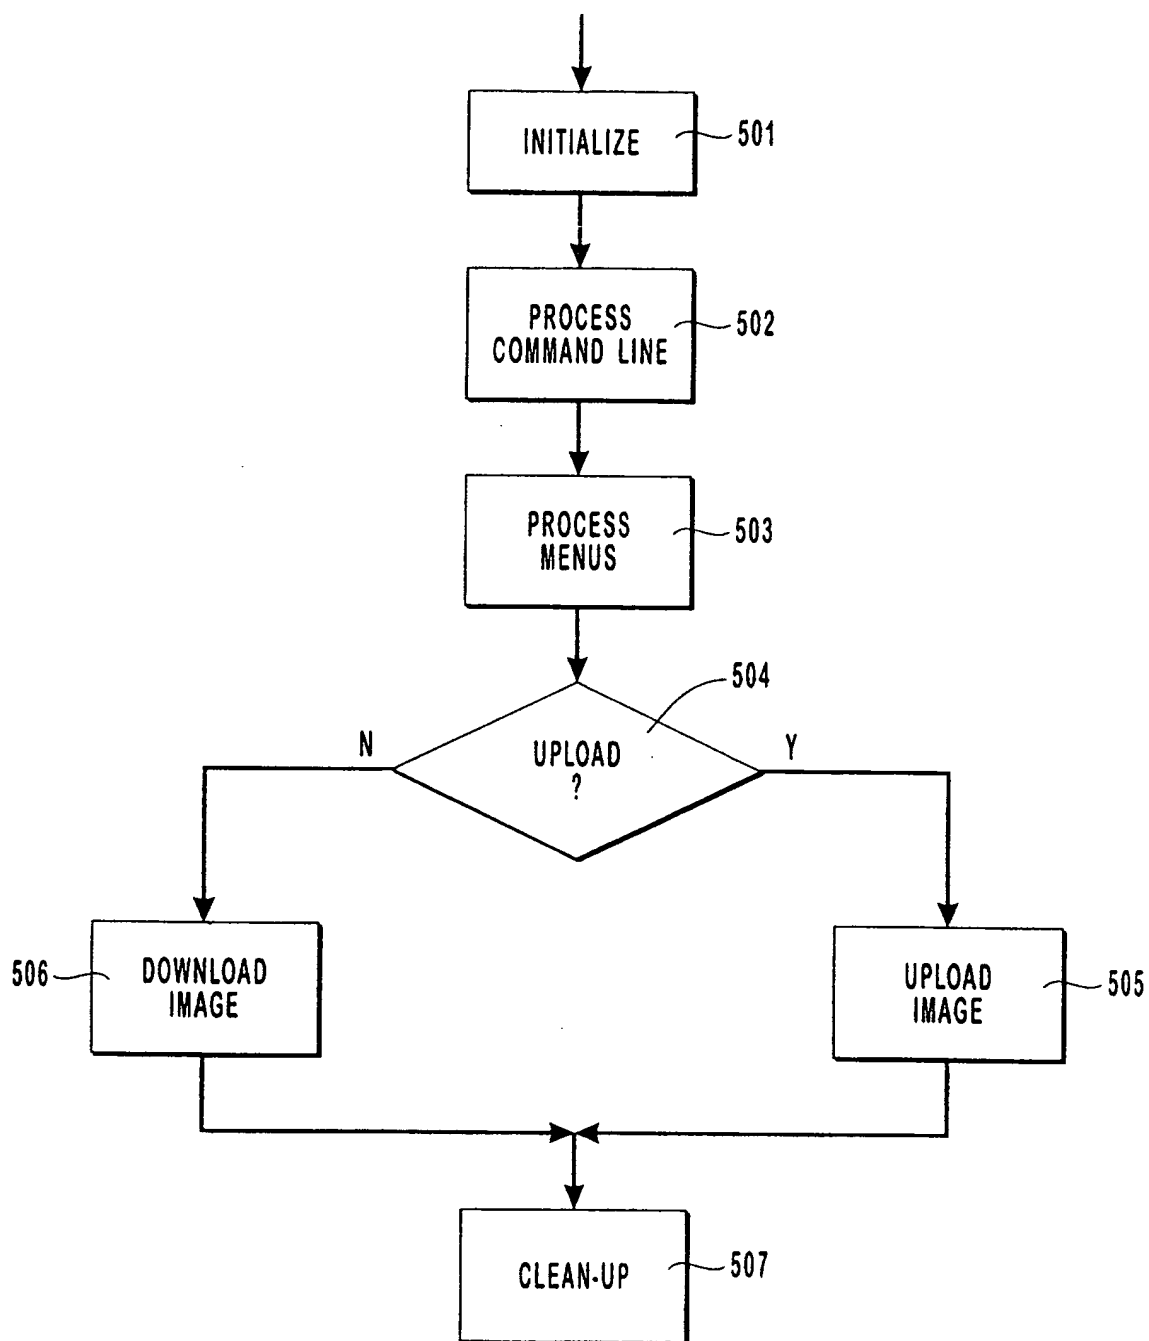 INITIALIZE
501
PROCESS
COMMAND LINE
502
PROCESS
MENUS
503
504
N
UPLOAD
?
Y
506
DOWNLOAD
IMAGE
UPLOAD
IMAGE
505
CLEAN-UP
507